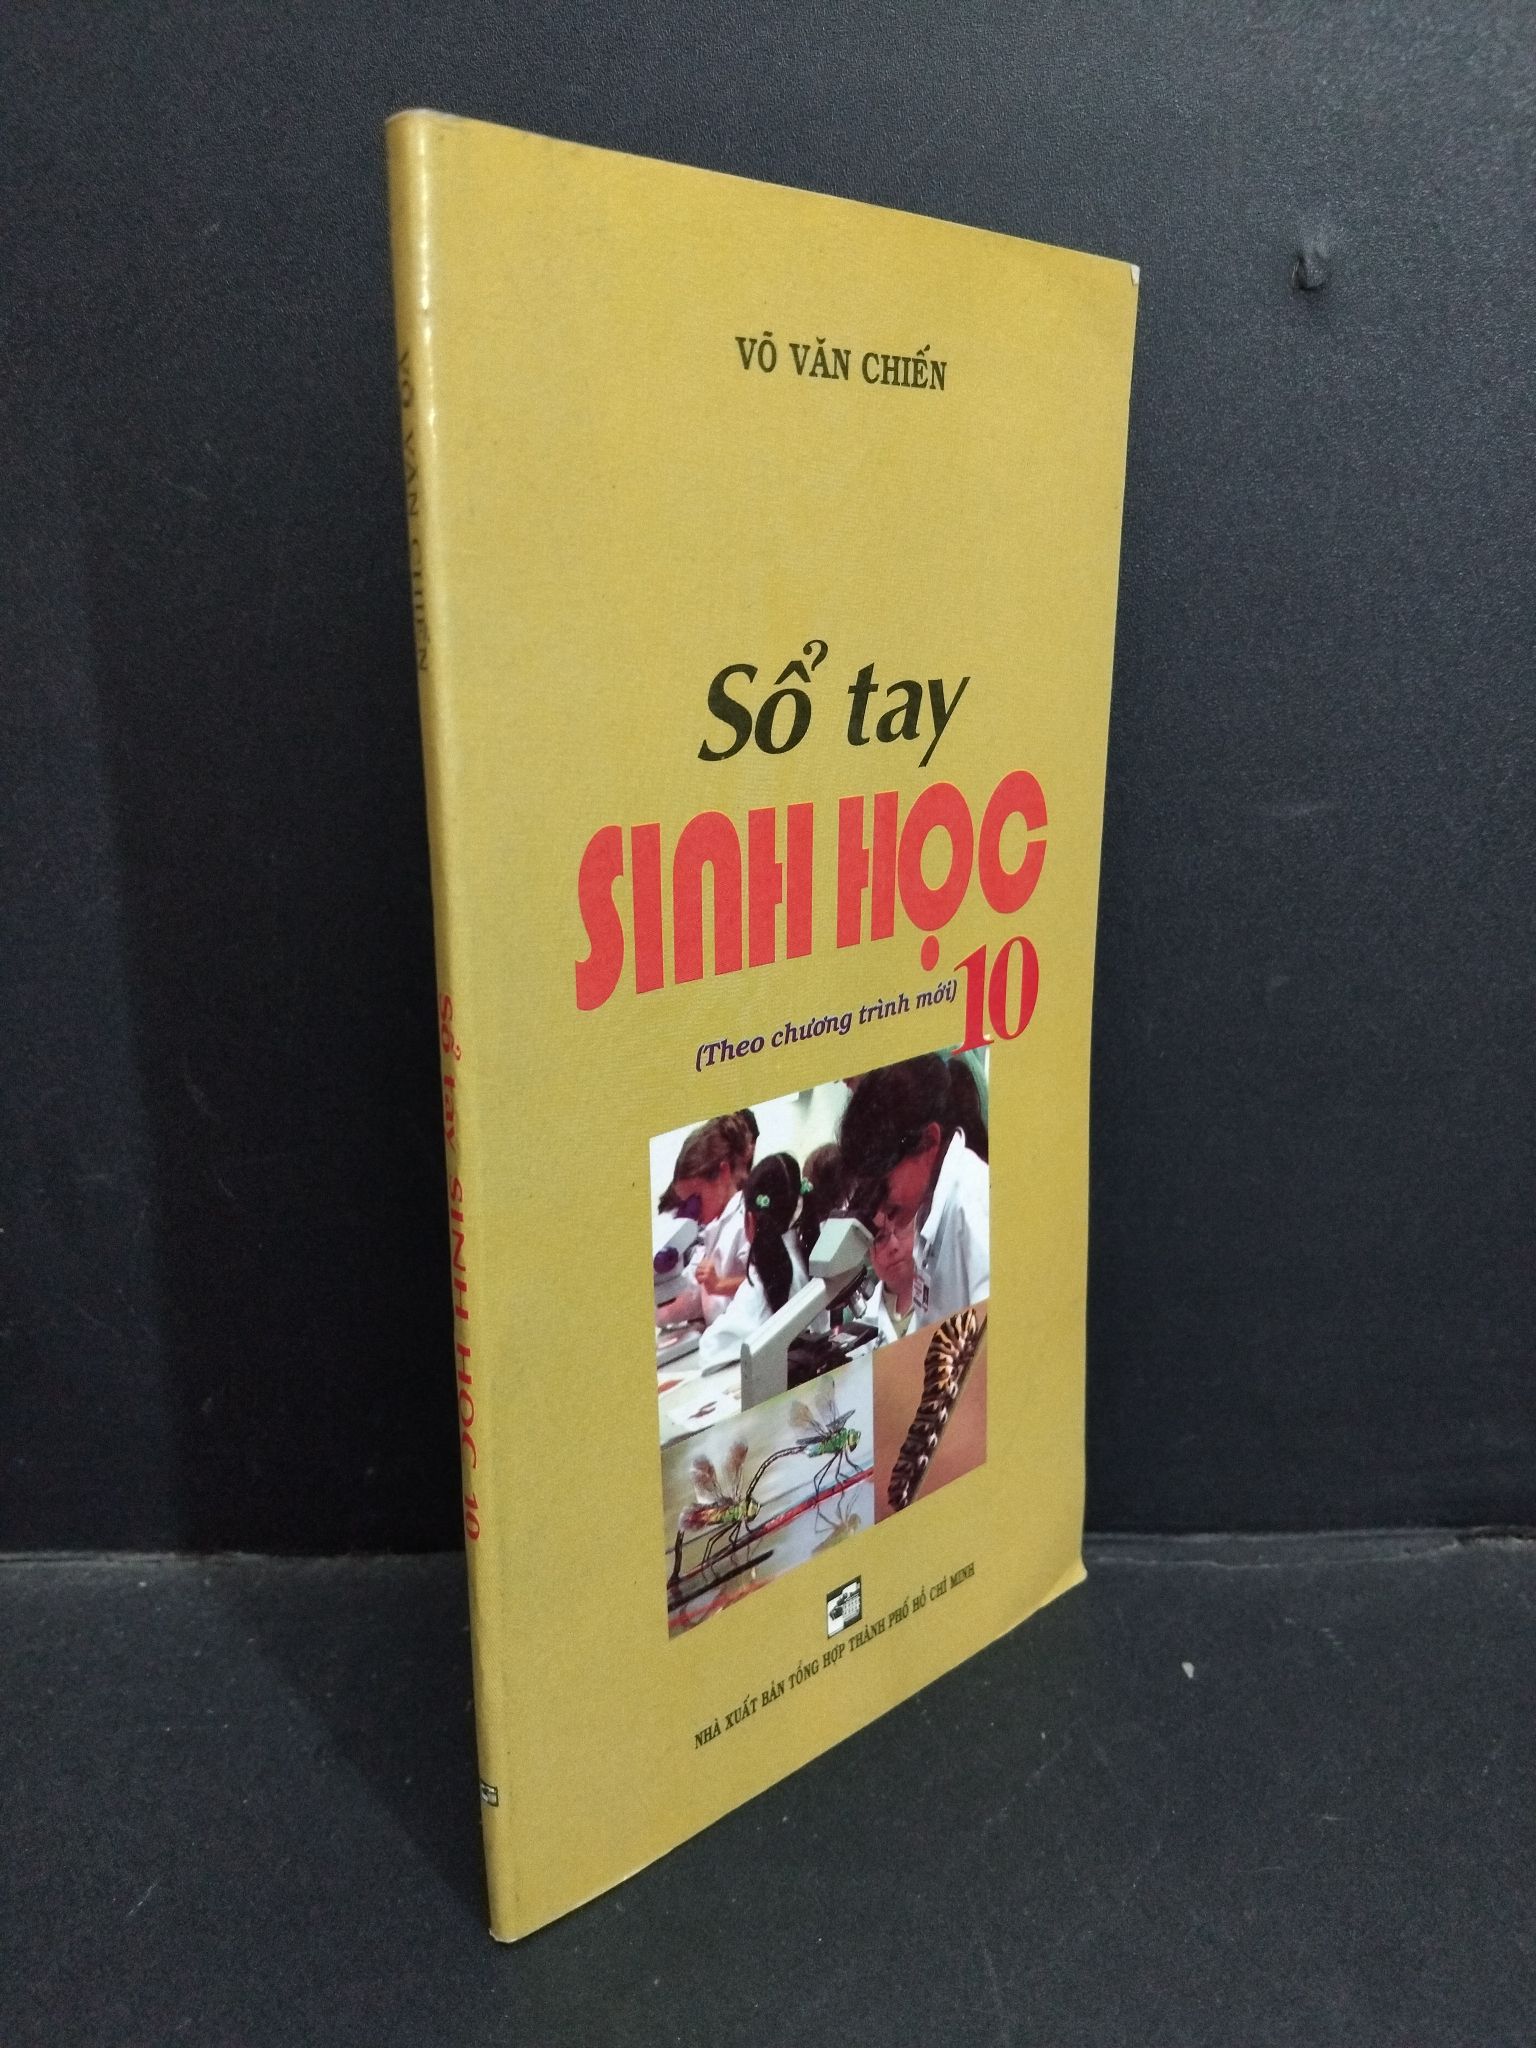 VÕ VĂN CHIẾN
Sổ tay
SINH HỌC
10
(Theo chương trình mới)
NHÀ XUẤT BẢN TỔNG HỢP THÀNH PHỐ HỒ CHÍ MINH
VÕ VĂN CHIẾN
Sổ tay SINH HỌC 10